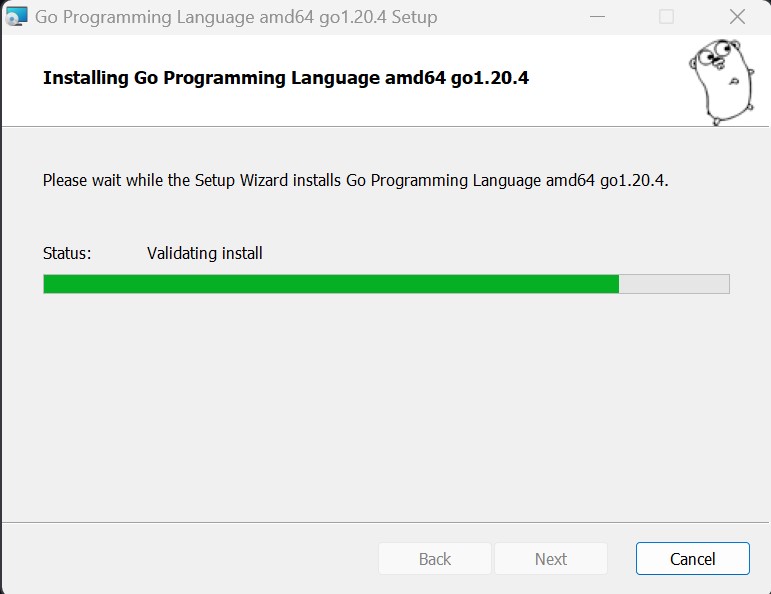 Go Programming Language amd64 go1.20.4 Setup
Installing Go Programming Language amd64 go1.20.4
Please wait while the Setup Wizard installs Go Programming Language amd64 go1.20.4.
Status: Validating install
Back Next Cancel